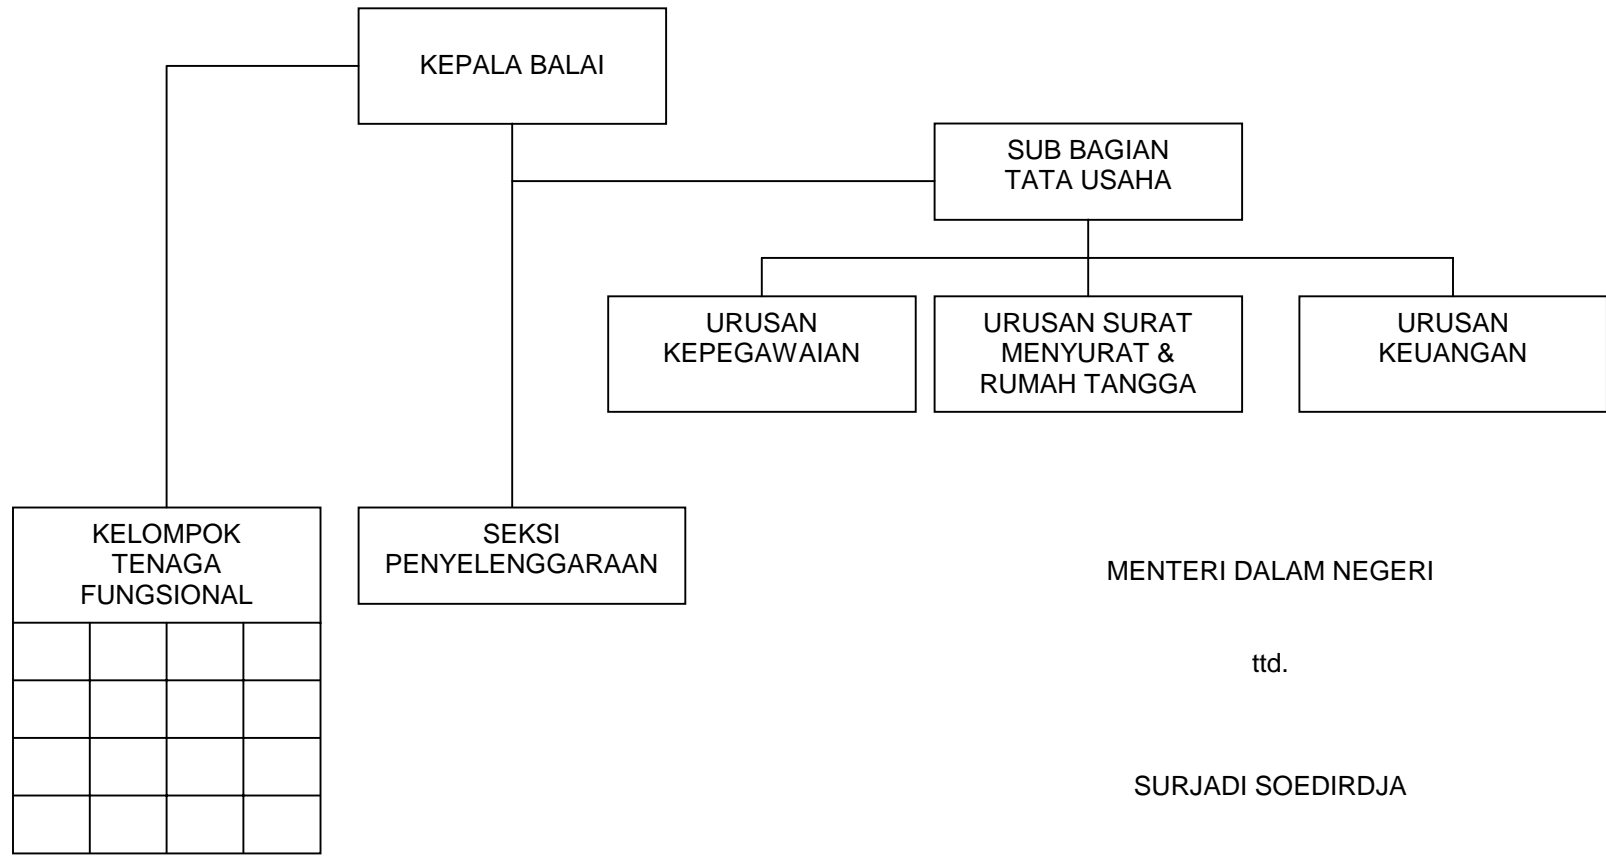 KEPALA BALAI
SUB BAGIAN
TATA USAHA
URUSAN
KEPEGAWAIAN
URUSAN SURAT
MENYURAT &
RUMAH TANGGA
URUSAN
KEUANGAN
KELOMPOK
TENAGA
FUNGSIONAL
SEKSI
PENYELENGGARAAN
MENTERI DALAM NEGERI
ttd.
SURJADI SOEDIRDJA